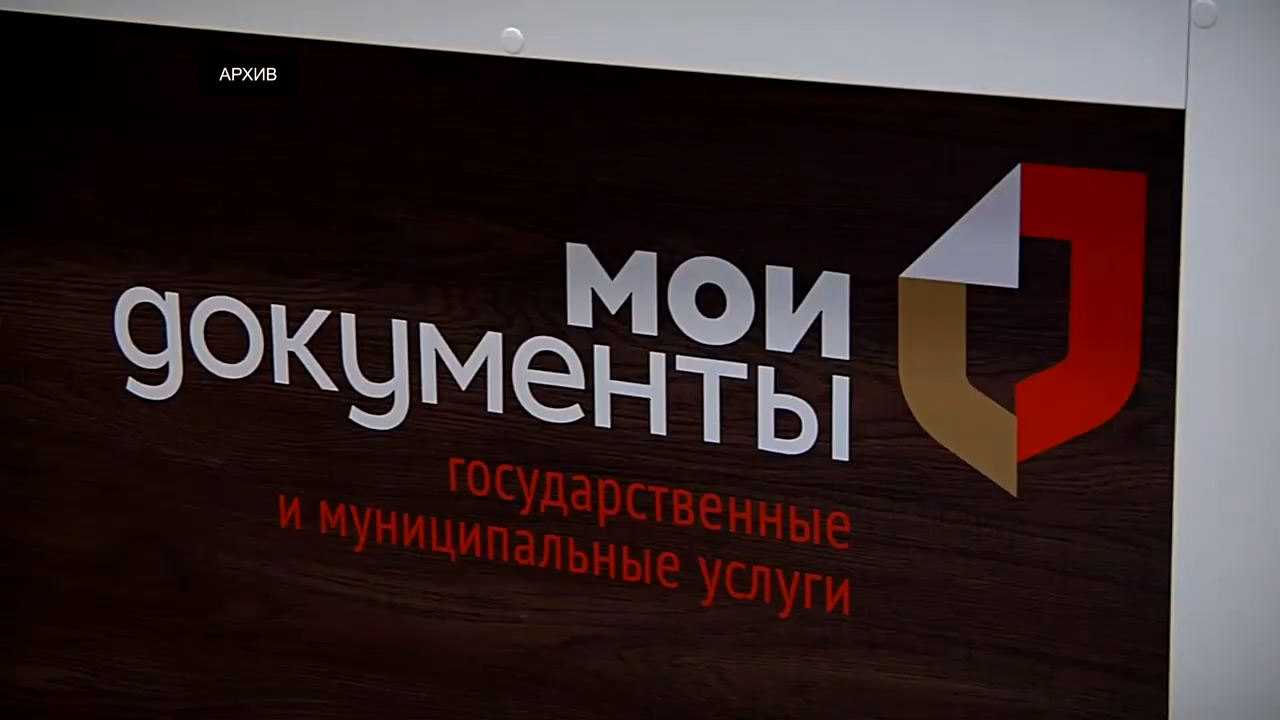 АРХИВ
мои
документы
государственные
и муниципальные услуги